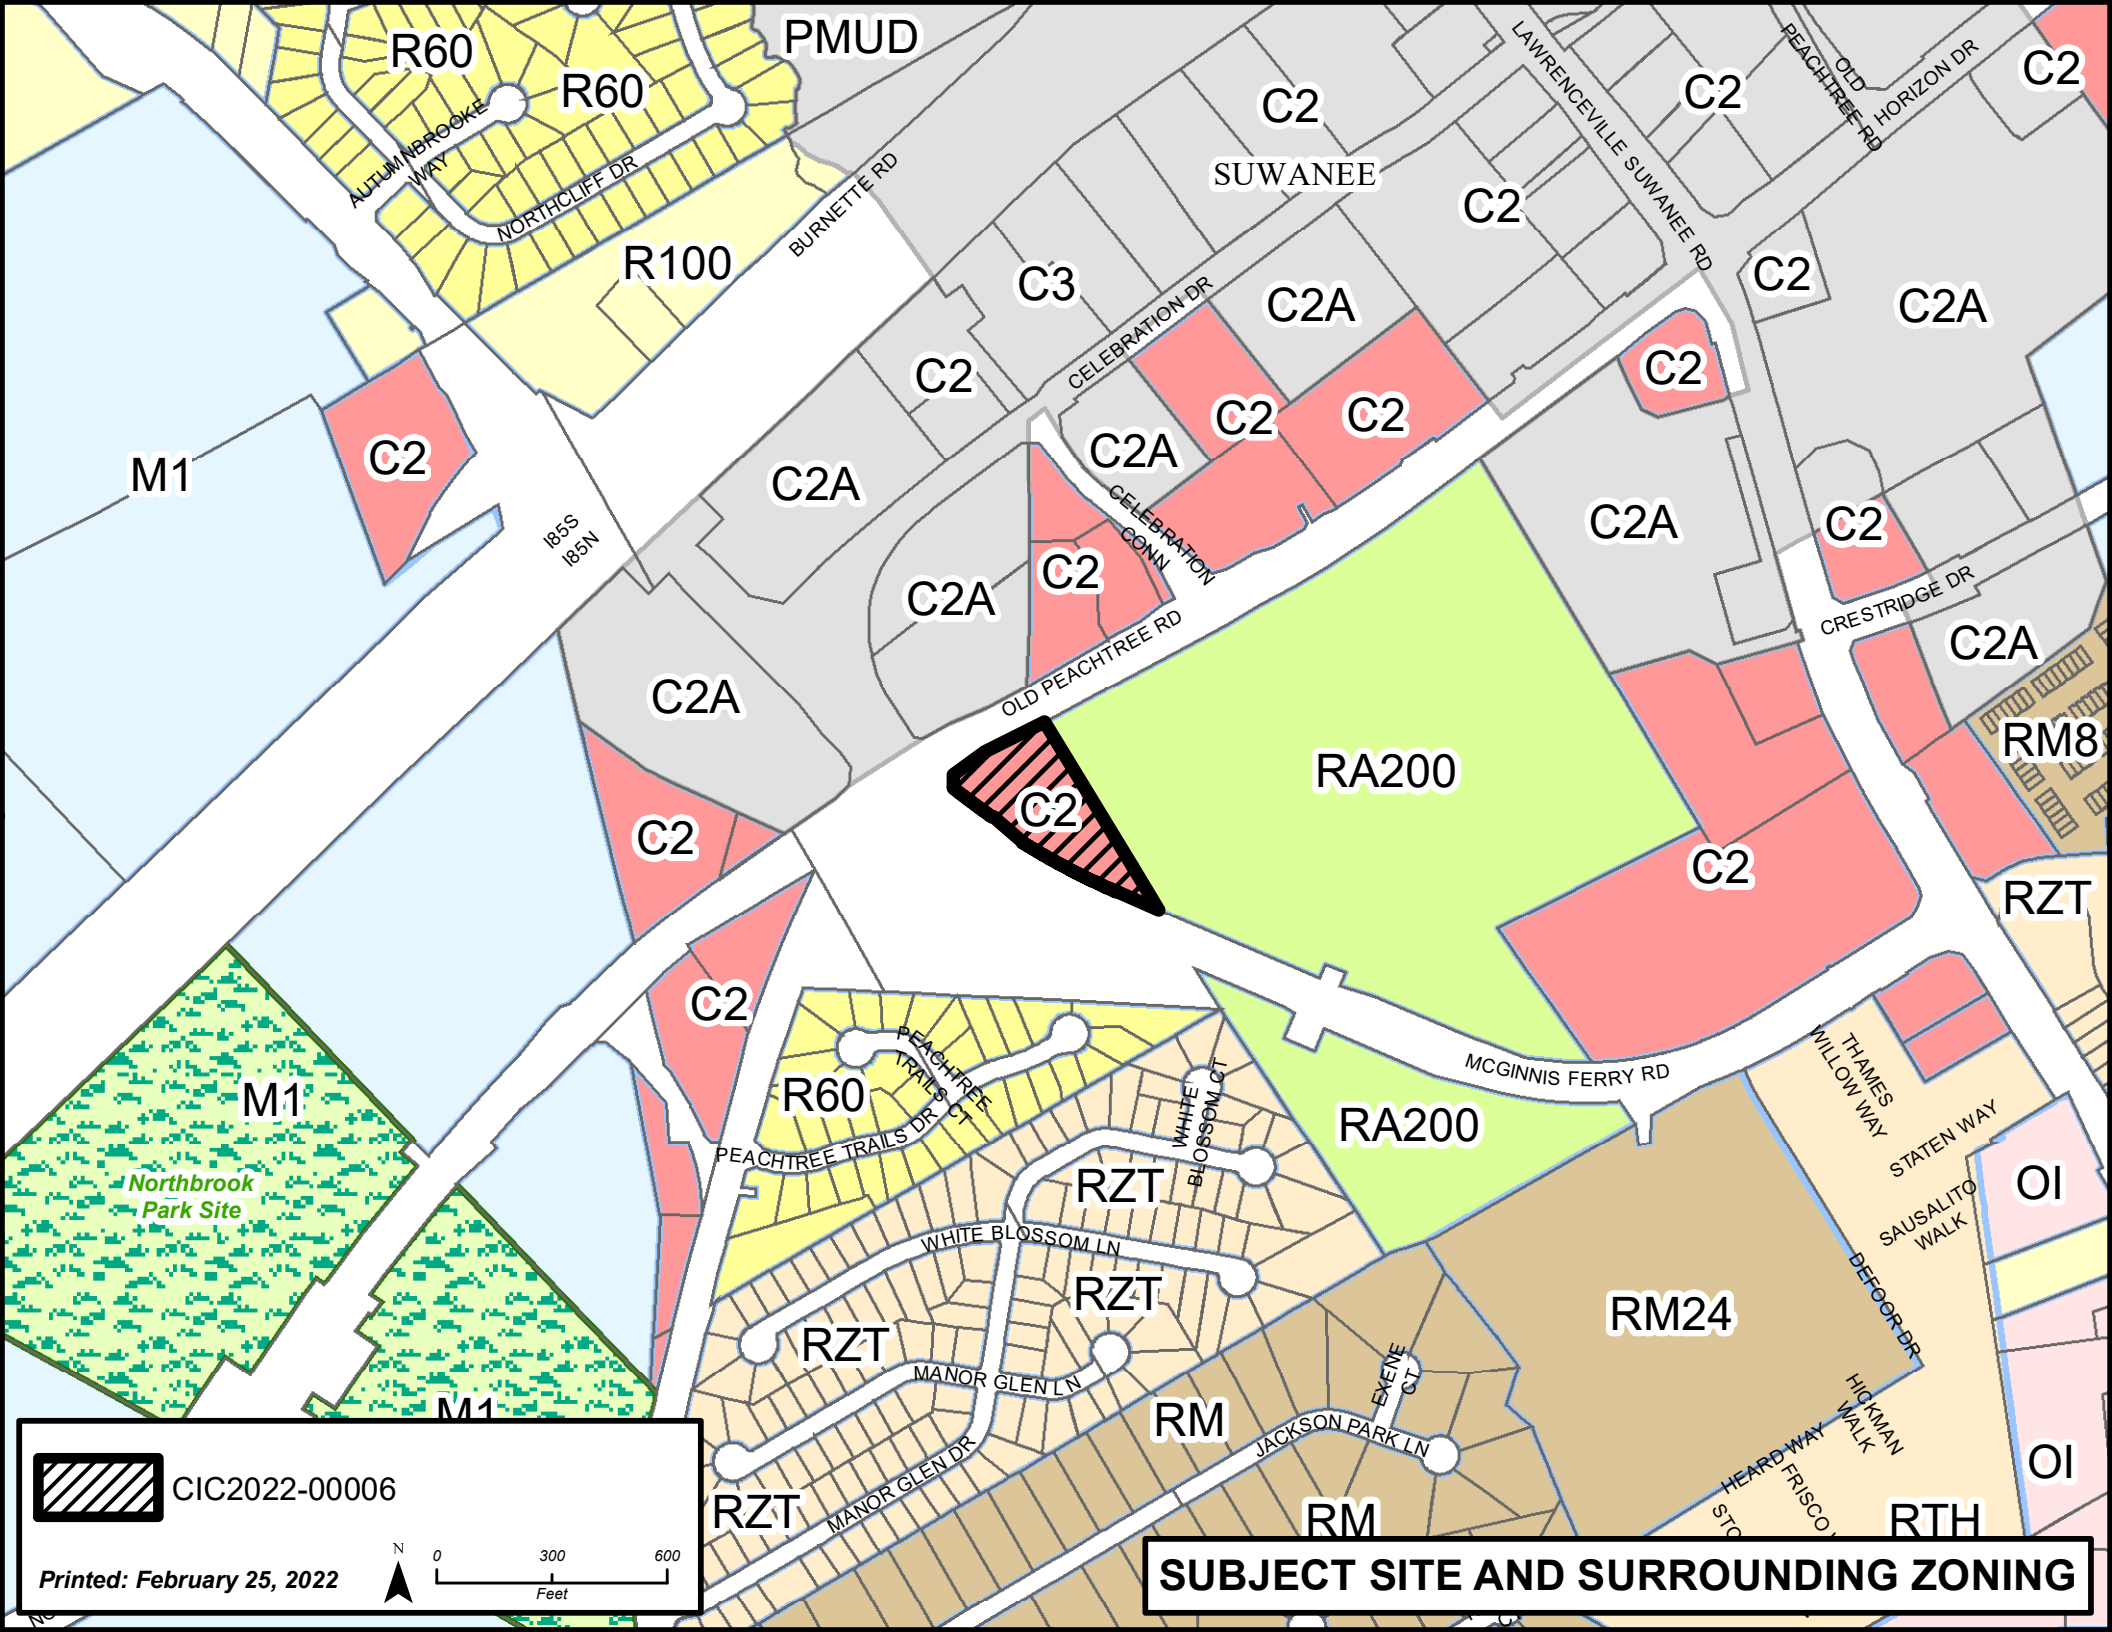 PMUD
R60
R60
C2
C2
C2
LAWRENCEVILLE SUWANEE RD
OLD
PEACHTREE RD
HORIZON DR
AUTUMNBROOKE
WAY
NORTHCLIFF DR
BURNETTE RD
SUWANEE
C2
R100
C3
C2A
C2
C2A
CELEBRATION DR
C2
C2
C2
C2
M1
C2
C2A
C2A
C2A
C2
I85S
I85N
CELEBRATION
CONN
C2
C2A
CRESTRIDGE DR
C2A
OLD PEACHTREE RD
C2A
RM8
RA200
C2
C2
C2
RZT
C2
MCGINNIS FERRY RD
PEACHTREE
TRAILS CT
R60
PEACHTREE TRAILS DR
WHITE
BLOSSOM CT
M1
RA200
THAMES
WILLOW WAY
STATEN WAY
SAUSALITO
WALK
OI
Northbrook
Park Site
RZT
WHITE BLOSSOM LN
RZT
RZT
RM24
DEFOOR DR
MANOR GLEN LN
EXENE
CT
HICKMAN
WALK
M1
RM
JACKSON PARK LN
HEARD WAY
FRISCO
OI
MANOR GLEN DR
RZT
RM
RTH
CIC2022-00006
Printed: February 25, 2022
N
0 300 600
Feet
SUBJECT SITE AND SURROUNDING ZONING